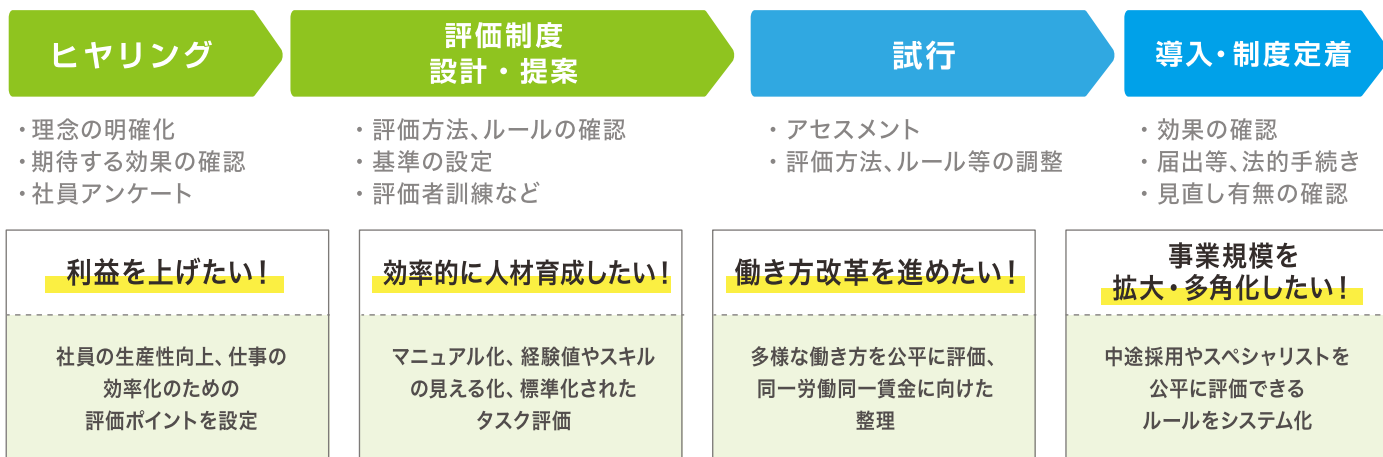 ヒヤリング
評価制度
設計・提案
試行
導入・制度定着
・理念の明確化
・期待する効果の確認
・社員アンケート
・評価方法、ルールの確認
・基準の設定
・評価者訓練など
・アセスメント
・評価方法、ルール等の調整
・効果の確認
・届出等、法的手続き
・見直し有無の確認
利益を上げたい！
社員の生産性向上、仕事の
効率化のための
評価ポイントを設定
効率的に人材育成したい！
マニュアル化、経験値やスキル
の見える化、標準化された
タスク評価
働き方改革を進めたい！
多様な働き方を公平に評価、
同一労働同一賃金に向けた
整理
事業規模を
拡大・多角化したい！
中途採用やスペシャリストを
公平に評価できる
ルールをシステム化